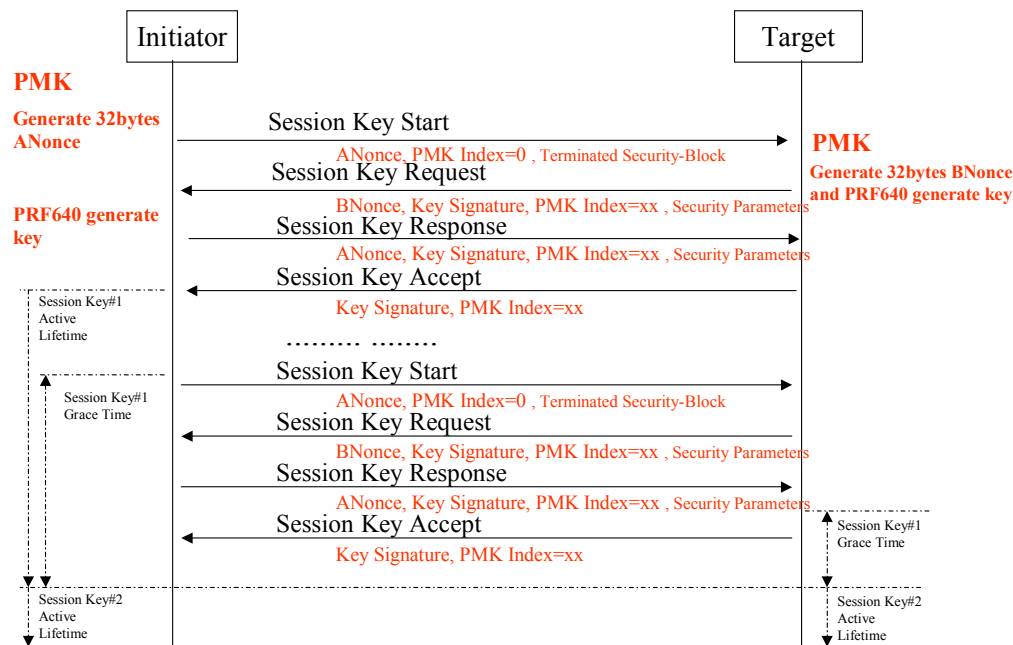 Initiator
Target
PMK
Generate 32bytes
ANonce
Session Key Start
ANonce, PMK Index=0 , Terminated Security-Block
PMK
Generate 32bytes BNonce
and PRF640 generate key
Session Key Request
BNonce, Key Signature, PMK Index=xx , Security Parameters
PRF640 generate
key
Session Key Response
ANonce, Key Signature, PMK Index=xx , Security Parameters
Session Key Accept
Key Signature, PMK Index=xx
Session Key#1
Active
Lifetime
......... ........
Session Key Start
ANonce, PMK Index=0 , Terminated Security-Block
Session Key#1
Grace Time
Session Key Request
BNonce, Key Signature, PMK Index=xx , Security Parameters
Session Key Response
ANonce, Key Signature, PMK Index=xx , Security Parameters
Session Key Accept
Key Signature, PMK Index=xx
Session Key#1
Grace Time
Session Key#2
Active
Lifetime
Session Key#2
Active
Lifetime